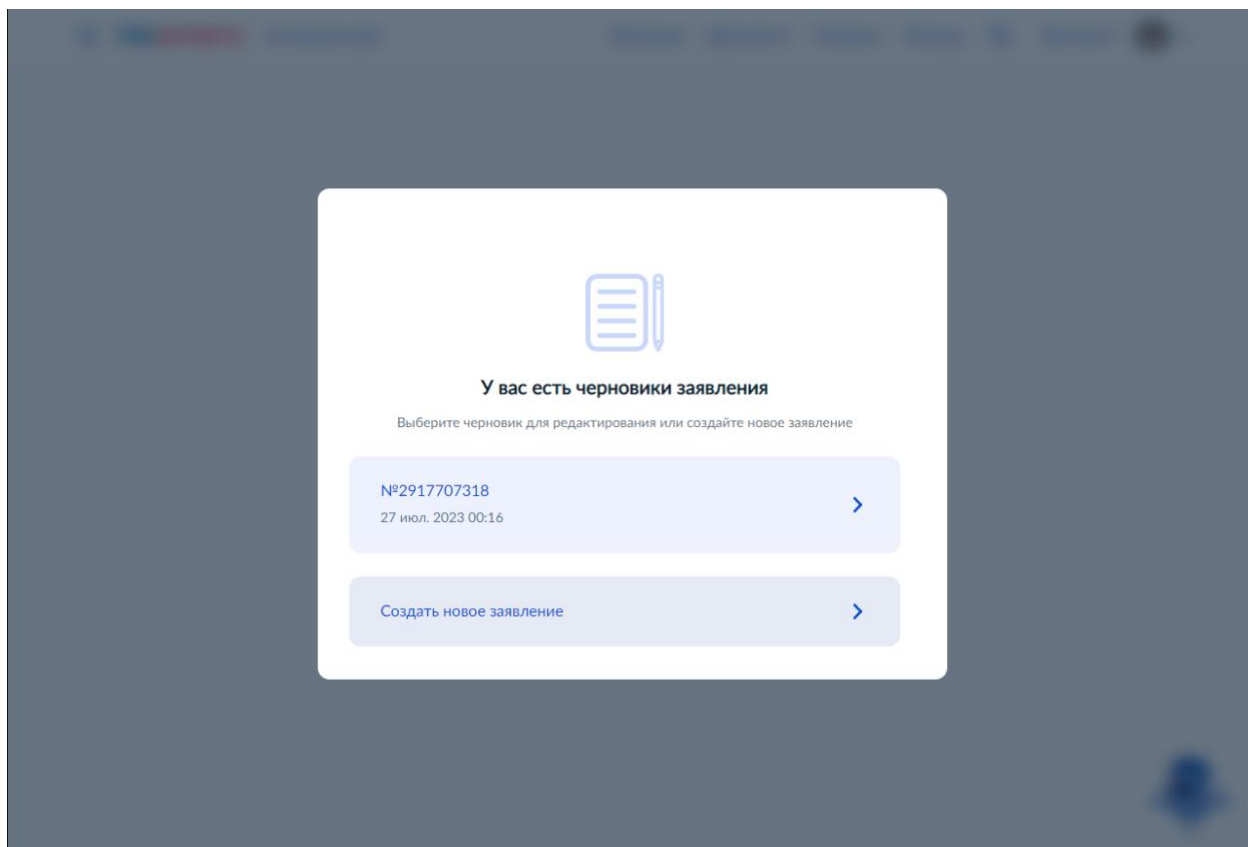 У вас есть черновики заявления
Выберите черновик для редактирования или создайте новое заявление
№2917707318
27 июл. 2023 00:16
Создать новое заявление